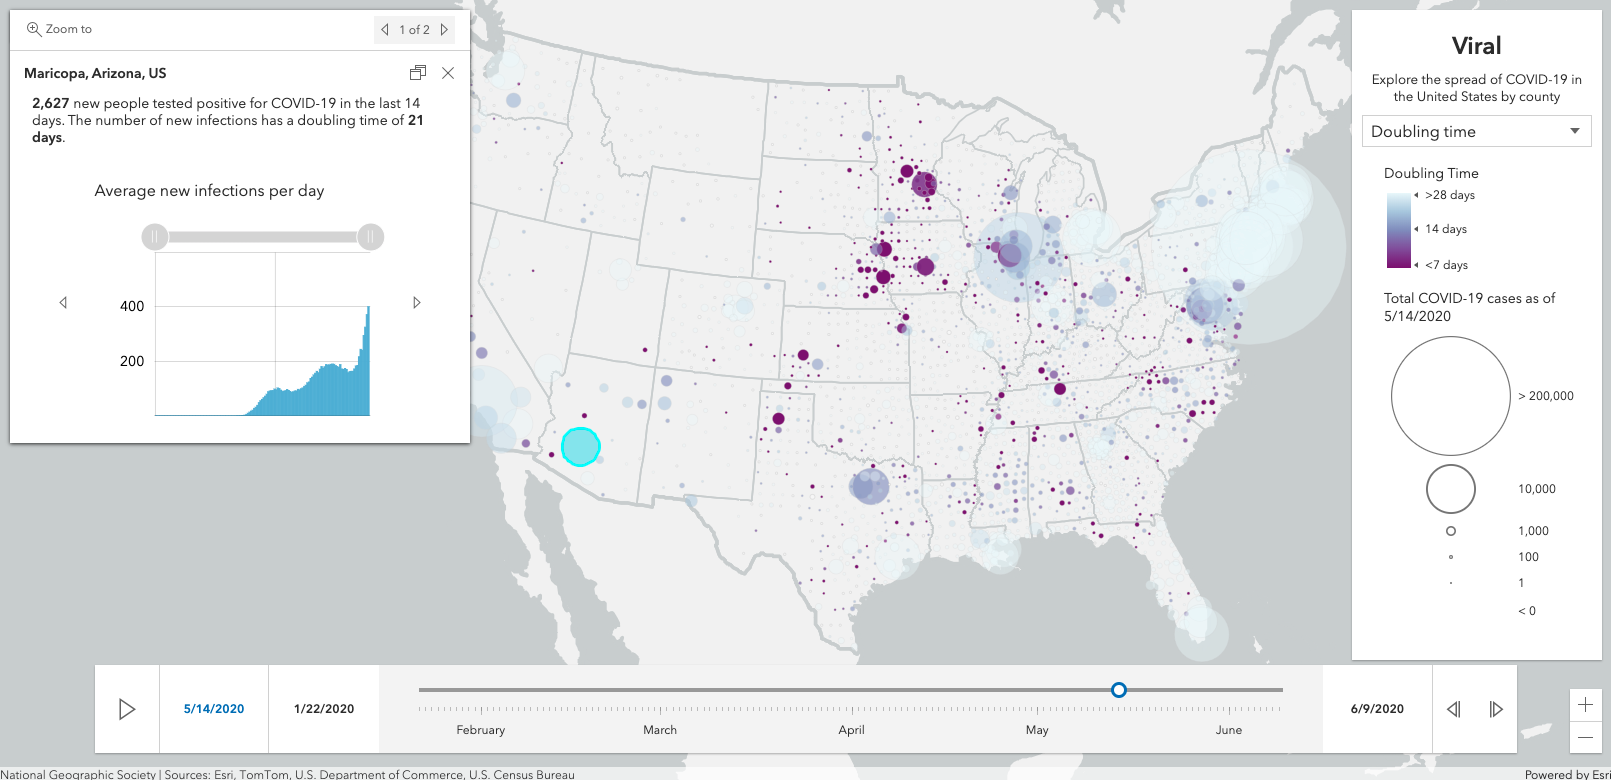 Zoom to
1 of 2
Maricopa, Arizona, US
2,627 new people tested positive for COVID-19 in the last 14
days. The number of new infections has a doubling time of 21
days.
Average new infections per day
400
200
Viral
Explore the spread of COVID-19 in
the United States by county
Doubling time
Doubling Time
>28 days
14 days
<7 days
Total COVID-19 cases as of
5/14/2020
> 200,000
10,000
1,000
100
1
< 0
5/14/2020
1/22/2020
February
March
April
May
June
6/9/2020
National Geographic Society | Sources: Esri, TomTom, U.S. Department of Commerce, U.S. Census Bureau
Powered by Esri